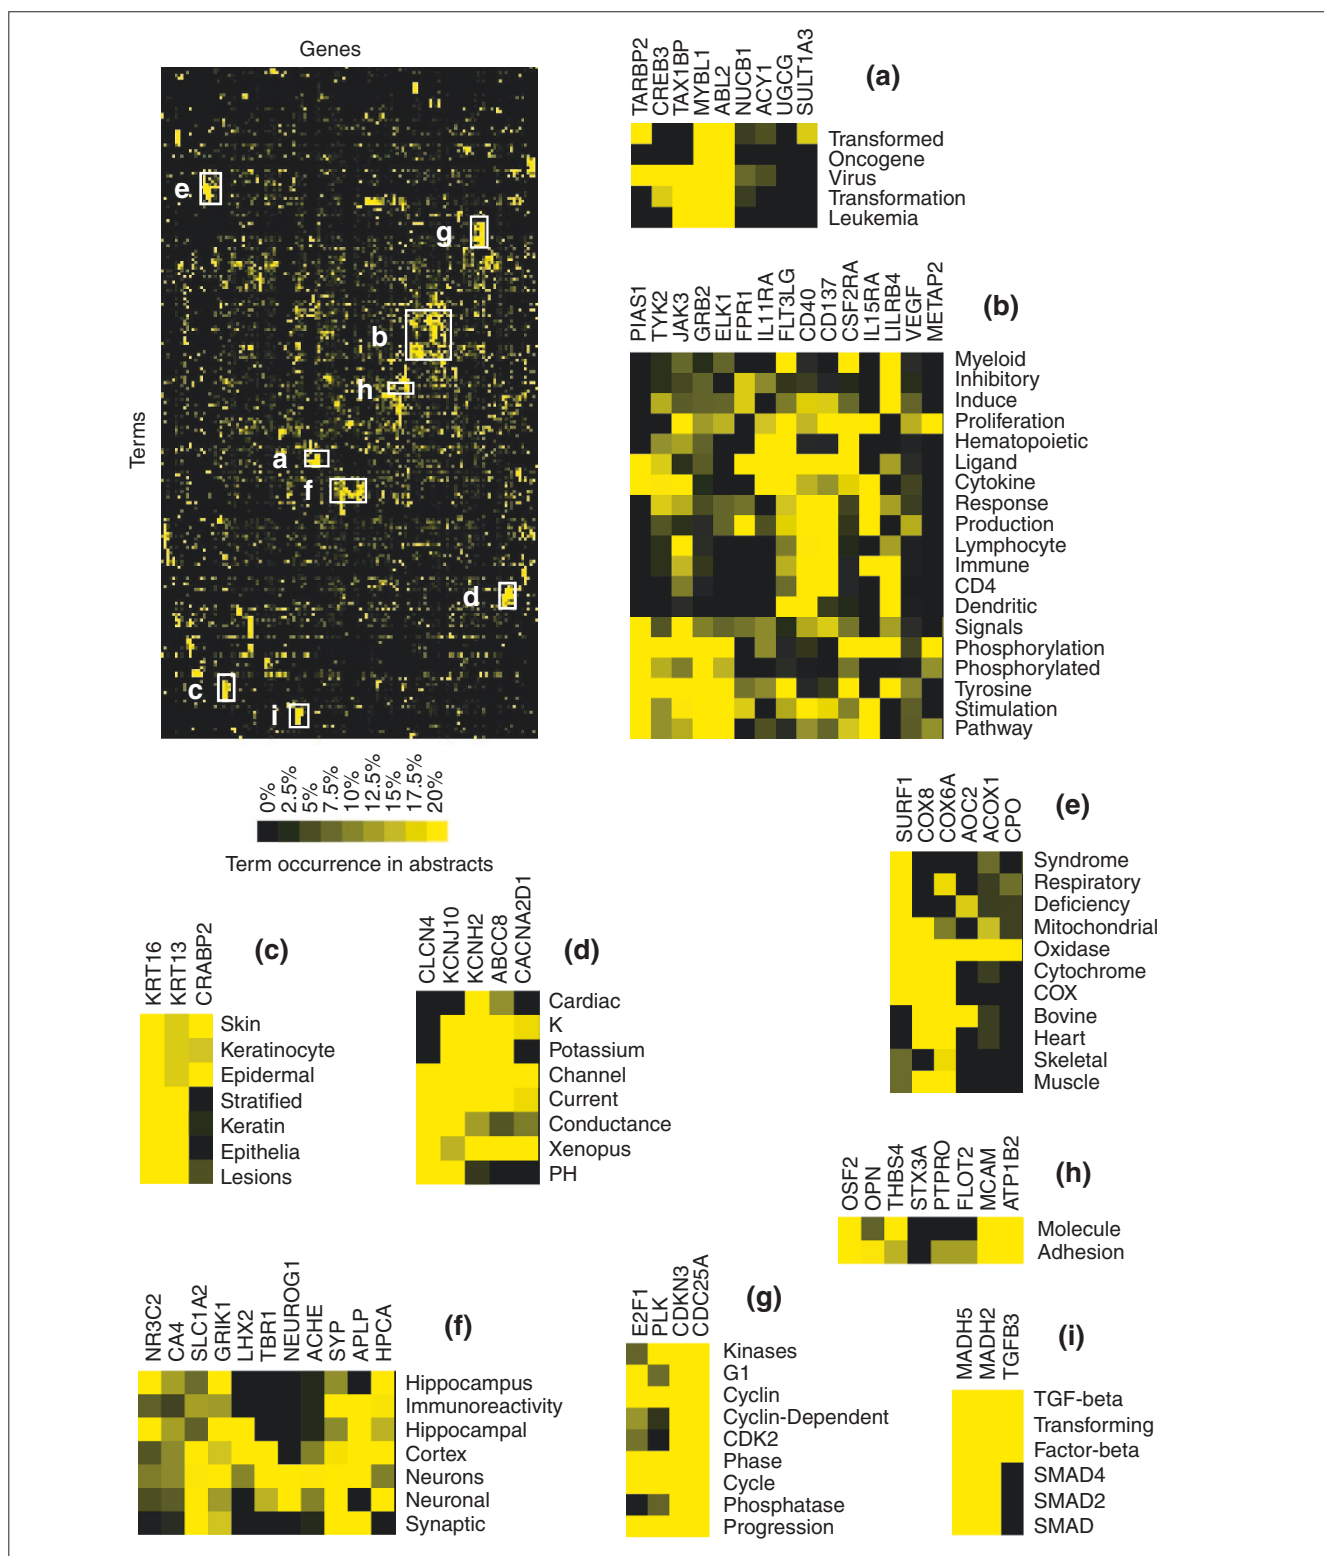 Genes
Terms
e
g
b
h
a
f
d
c
i
0%
2.5%
5%
7.5%
10%
12.5%
15%
17.5%
20%
Term occurrence in abstracts
(a)
TARBP2
CREB3
TAX1BP
MYBL1
ABL2
NUCB1
ACY1
UGCG
SULT1A3
Transformed
Oncogene
Virus
Transformation
Leukemia
(b)
PIAS1
TYK2
JAK3
GRB2
ELK1
FPR1
IL11RA
FLT3LG
CD40
CD137
CSF2RA
IL15RA
LILRB4
VEGF
METAP2
Myeloid
Inhibitory
Induce
Proliferation
Hematopoietic
Ligand
Cytokine
Response
Production
Lymphocyte
Immune
CD4
Dendritic
Signals
Phosphorylation
Phosphorylated
Tyrosine
Stimulation
Pathway
(c)
KRT16
KRT13
CRABP2
Skin
Keratinocyte
Epidermal
Stratified
Keratin
Epithelia
Lesions
(d)
CLCN4
KCNJ10
KCNH2
ABCC8
CACNA2D1
Cardiac
K
Potassium
Channel
Current
Conductance
Xenopus
PH
(e)
SURF1
COX8
COX6A
AOC2
ACOX1
CPO
Syndrome
Respiratory
Deficiency
Mitochondrial
Oxidase
Cytochrome
COX
Bovine
Heart
Skeletal
Muscle
(h)
OSF2
OPN
THBS4
STX3A
PTPRO
FLOT2
MCAM
ATP1B2
Molecule
Adhesion
(f)
NR3C2
CA4
SLC1A2
GRIK1
LHX2
TBR1
NEUROG1
ACHE
SYP
APLP
HPCA
Hippocampus
Immunoreactivity
Hippocampal
Cortex
Neurons
Neuronal
Synaptic
(g)
E2F1
PLK
CDKN3
CDC25A
Kinases
G1
Cyclin
Cyclin-Dependent
CDK2
Phase
Cycle
Phosphatase
Progression
(i)
MADH5
MADH2
TGFB3
TGF-beta
Transforming
Factor-beta
SMAD4
SMAD2
SMAD